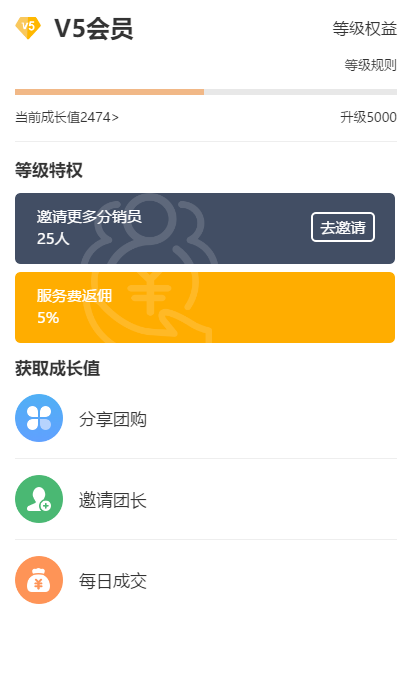 V5 V5会员
等级权益
等级规则
当前成长值2474>
升级5000
等级特权
邀请更多分销员
25人
去邀请
服务费返佣
5%
获取成长值
分享团购
邀请团长
每日成交